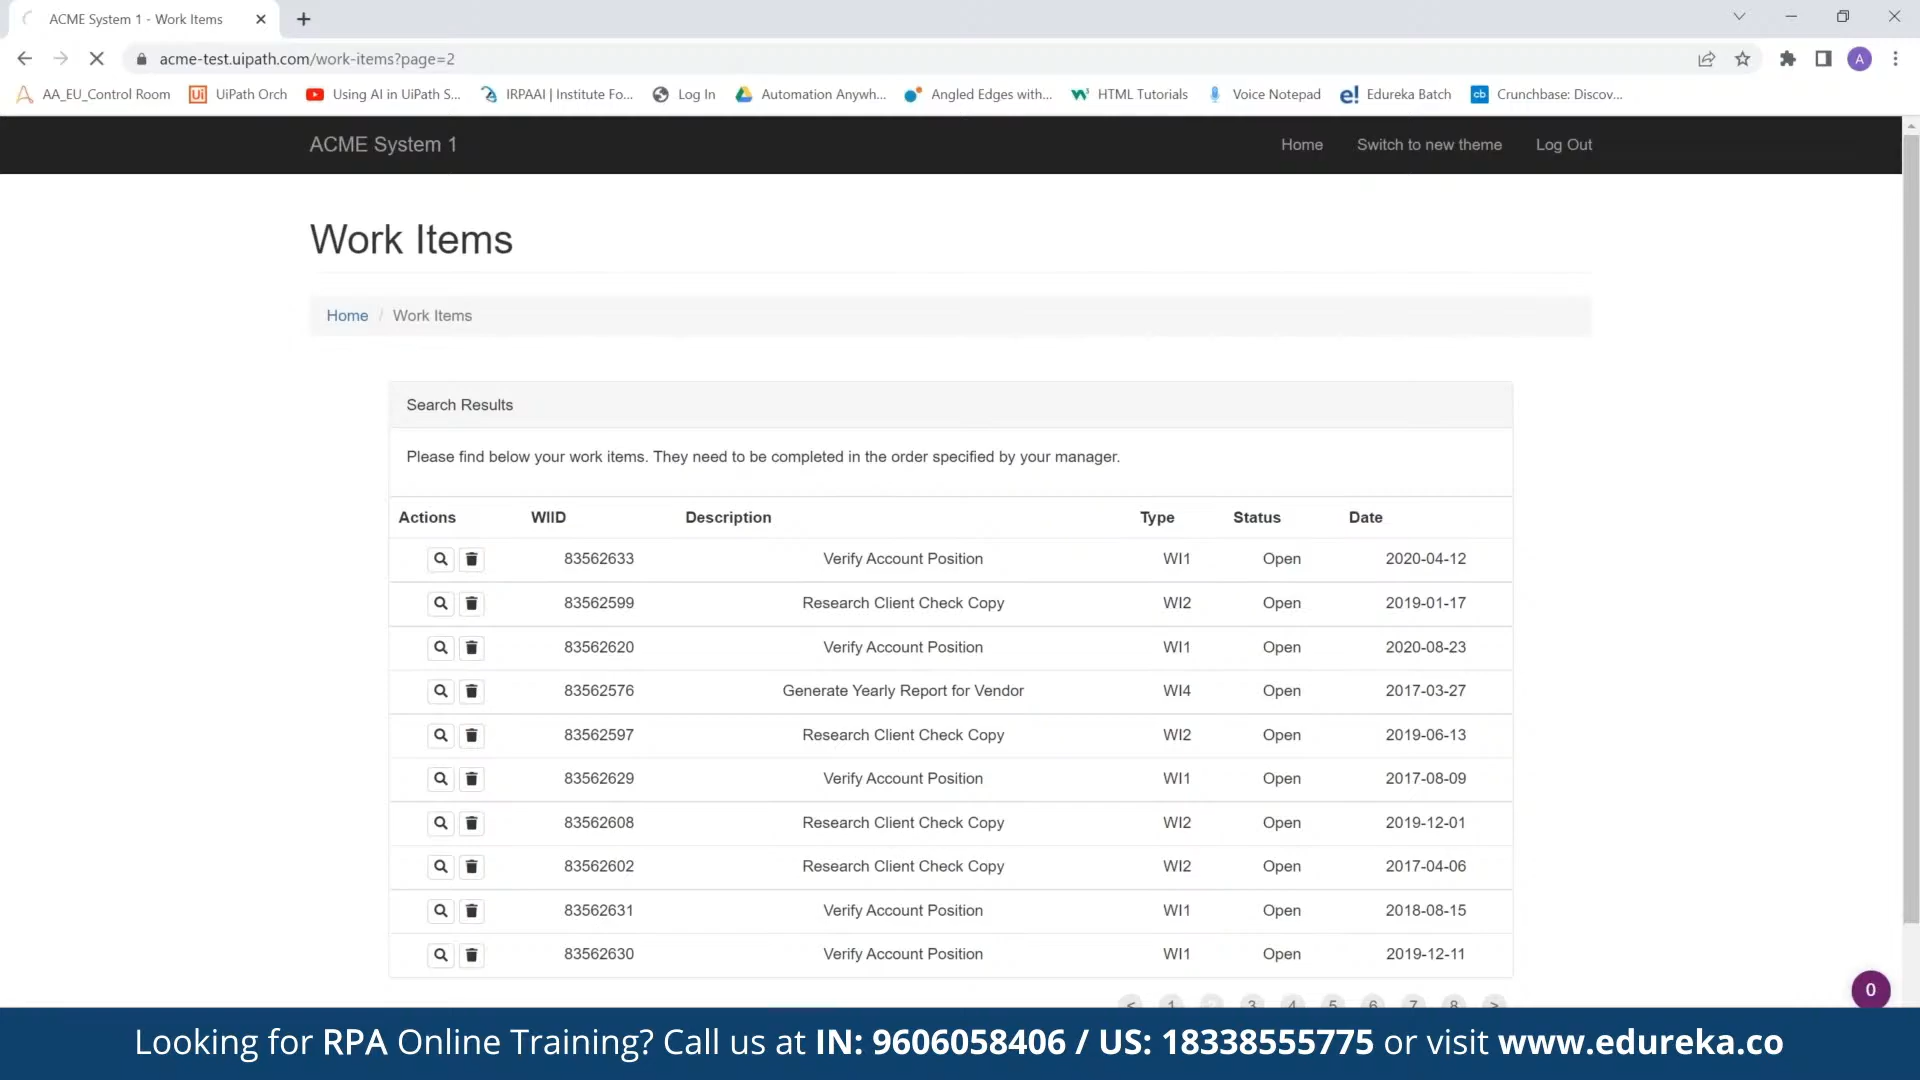 ACME System 1 - Work Items
acme-test.uipath.com/work-items?page=2
A
AA_EU_Control Room UiPath Orch Using AI in UiPath S... IRPAAI | Institute Fo... Log In Automation Anywh... Angled Edges with... HTML Tutorials Voice Notepad Edureka Batch Crunchbase: Discov...
ACME System 1 Home Switch to new theme Log Out
Work Items
Home / Work Items
Search Results
Please find below your work items. They need to be completed in the order specified by your manager.
Actions WIID Description Type Status Date
83562633 Verify Account Position WI1 Open 2020-04-12
83562599 Research Client Check Copy WI2 Open 2019-01-17
83562620 Verify Account Position WI1 Open 2020-08-23
83562576 Generate Yearly Report for Vendor WI4 Open 2017-03-27
83562597 Research Client Check Copy WI2 Open 2019-06-13
83562629 Verify Account Position WI1 Open 2017-08-09
83562608 Research Client Check Copy WI2 Open 2019-12-01
83562602 Research Client Check Copy WI2 Open 2017-04-06
83562631 Verify Account Position WI1 Open 2018-08-15
83562630 Verify Account Position WI1 Open 2019-12-11
< 1 2 3 4 5 6 7 8 >
0
Looking for RPA Online Training? Call us at IN: 9606058406 / US: 18338555775 or visit www.edureka.co